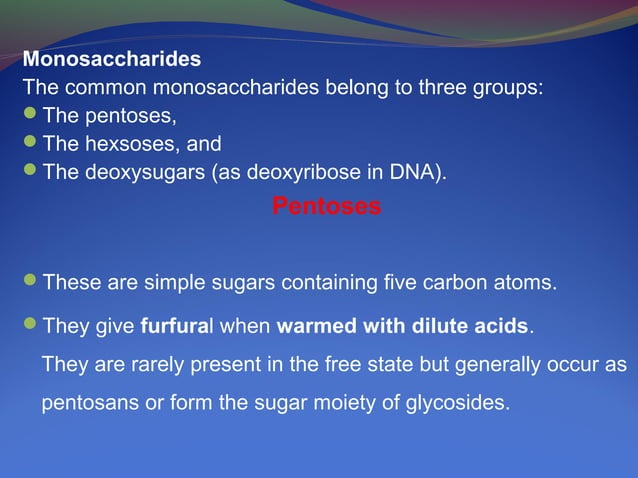 Monosaccharides
The common monosaccharides belong to three groups:
The pentoses,
The hexsoses, and
The deoxysugars (as deoxyribose in DNA).
Pentoses
These are simple sugars containing five carbon atoms.
They give furfural when warmed with dilute acids.
They are rarely present in the free state but generally occur as
pentosans or form the sugar moiety of glycosides.